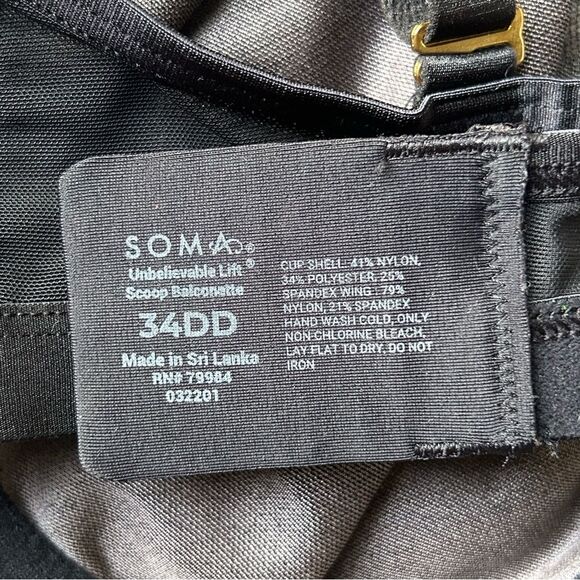 SOMA®
Unbelievable Lift®
Scoop Balconette
34DD
Made in Sri Lanka
RN# 79984
032201
CUP SHELL: 41% NYLON,
34% POLYESTER, 25%
SPANDEX WING: 79%
NYLON, 21% SPANDEX
HAND WASH COLD, ONLY
NON-CHLORINE BLEACH,
LAY FLAT TO DRY, DO NOT
IRON